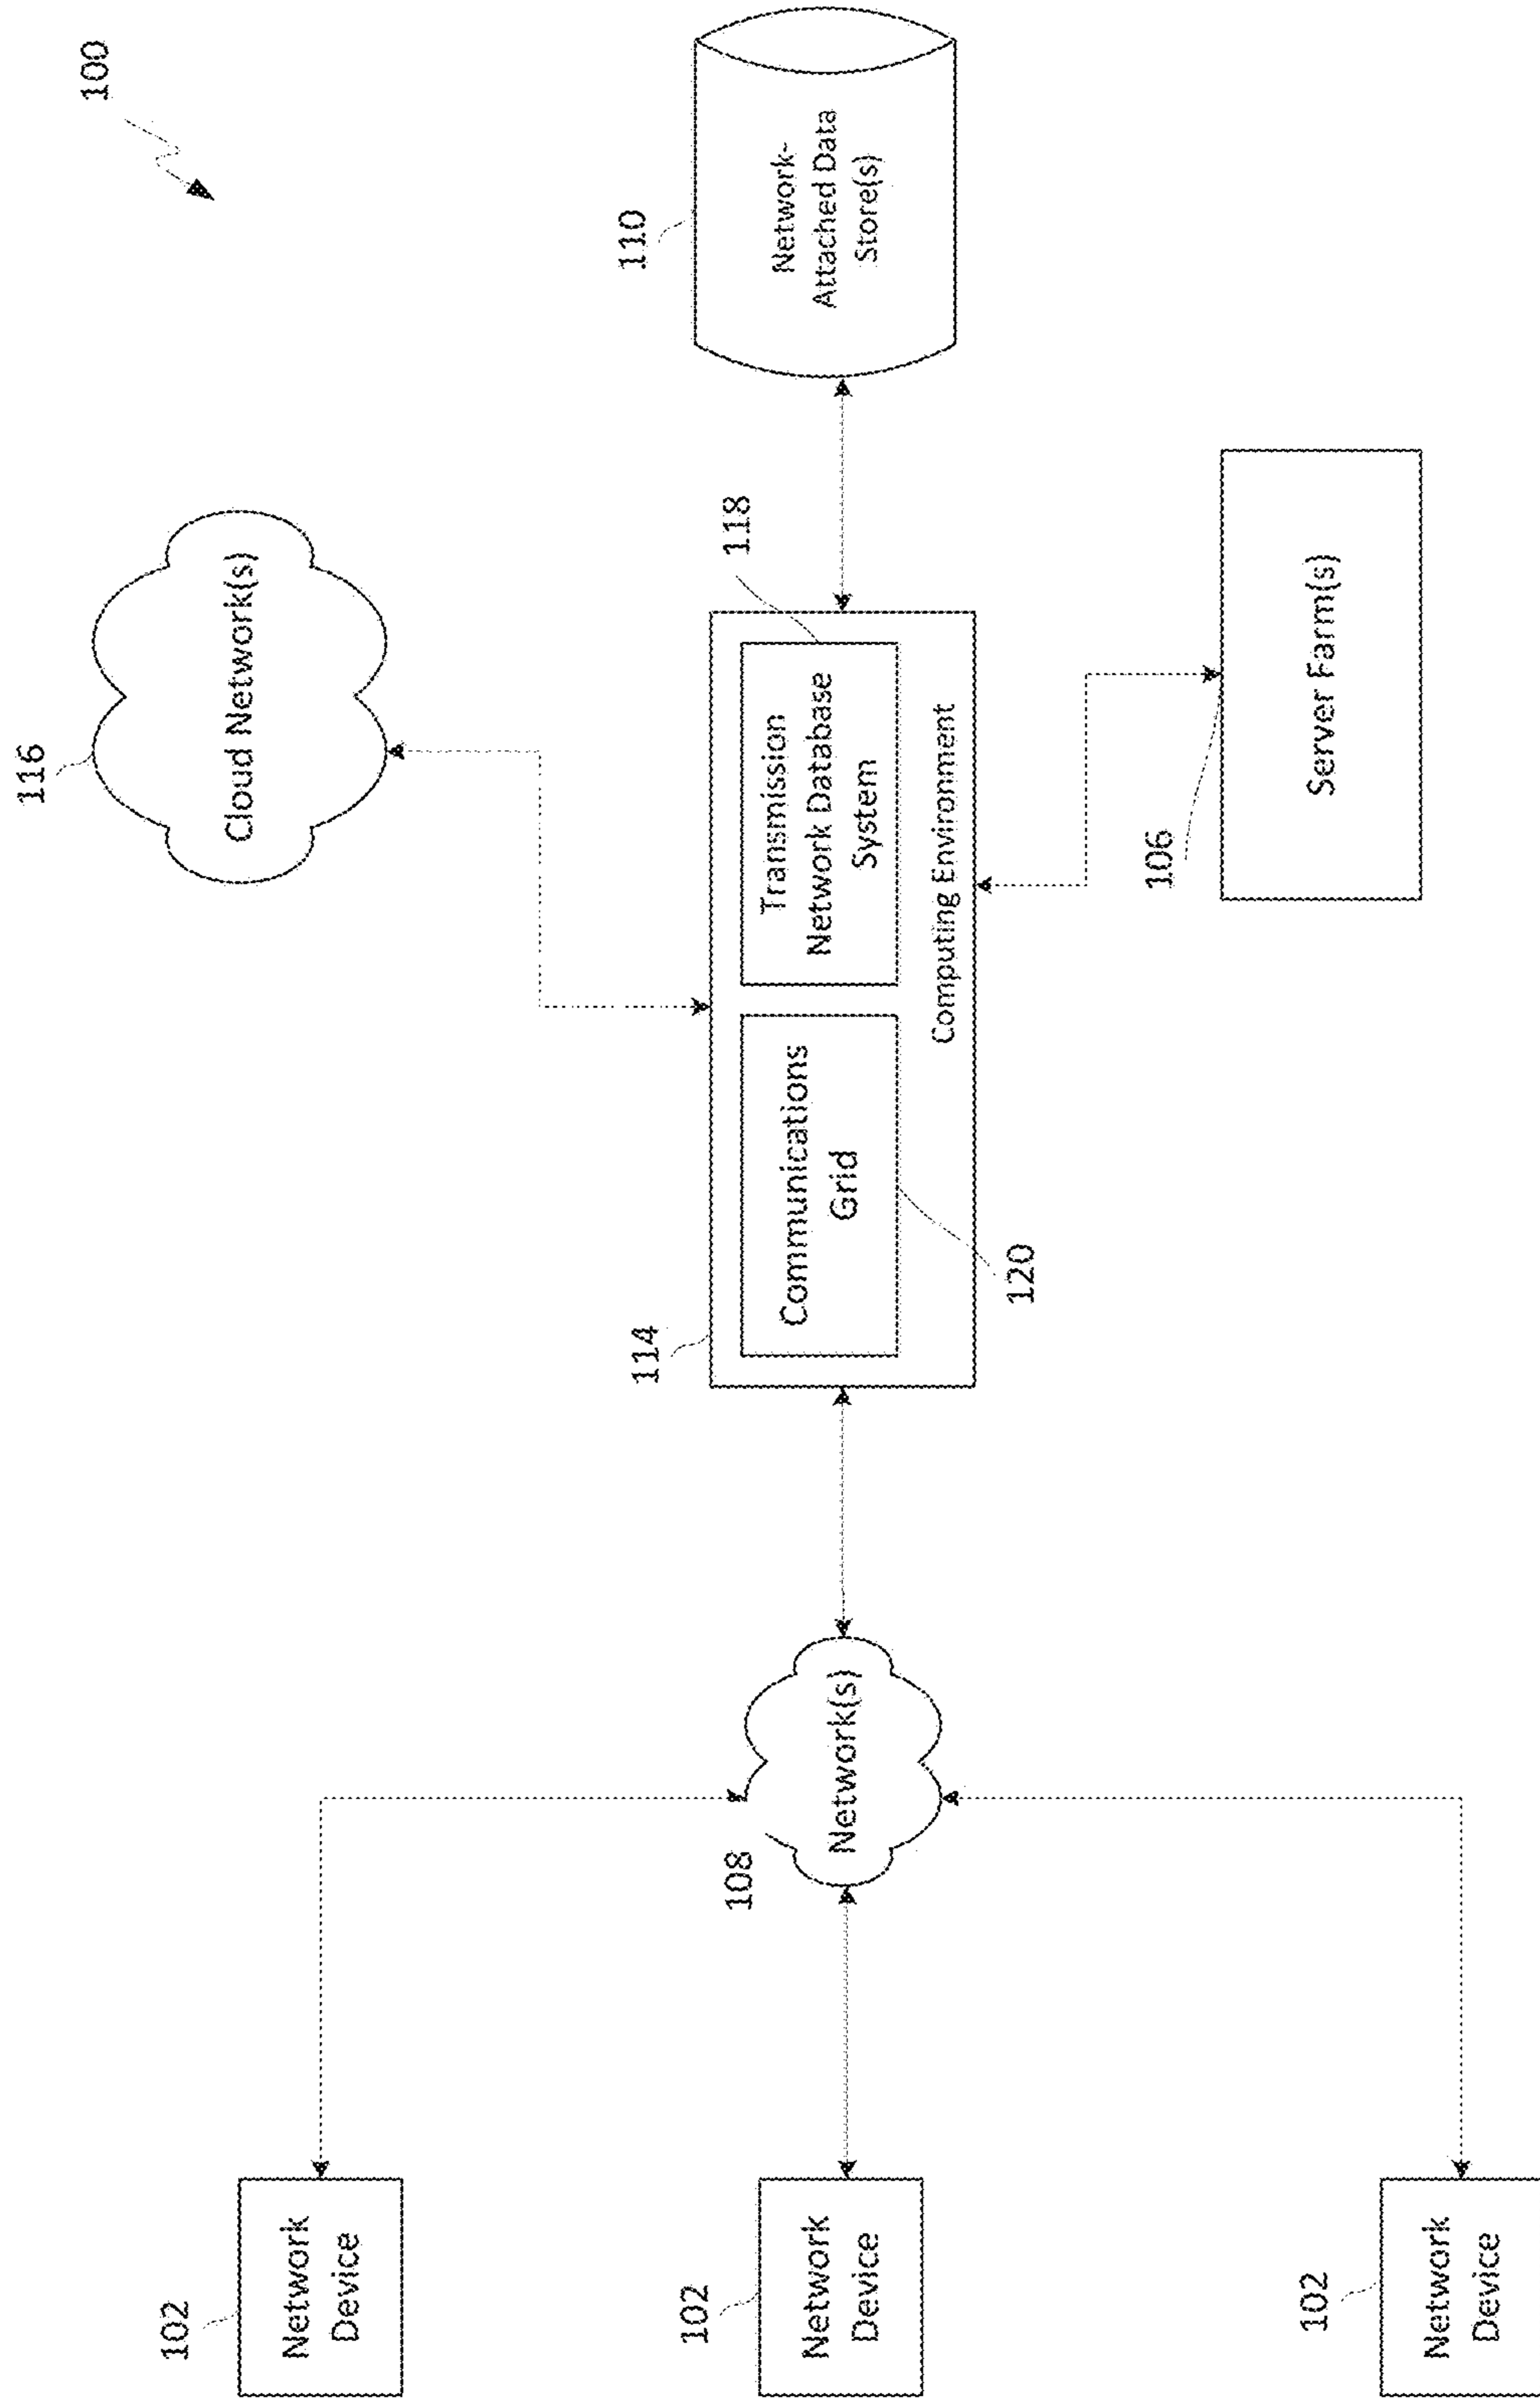 100
116
Cloud Network(s)
110
Network-
Attached Data
Store(s)
118
114
Communications
Grid
Transmission
Network Database
System
Computing Environment
120
106
Server Farm(s)
108
Network(s)
102
Network
Device
102
Network
Device
102
Network
Device